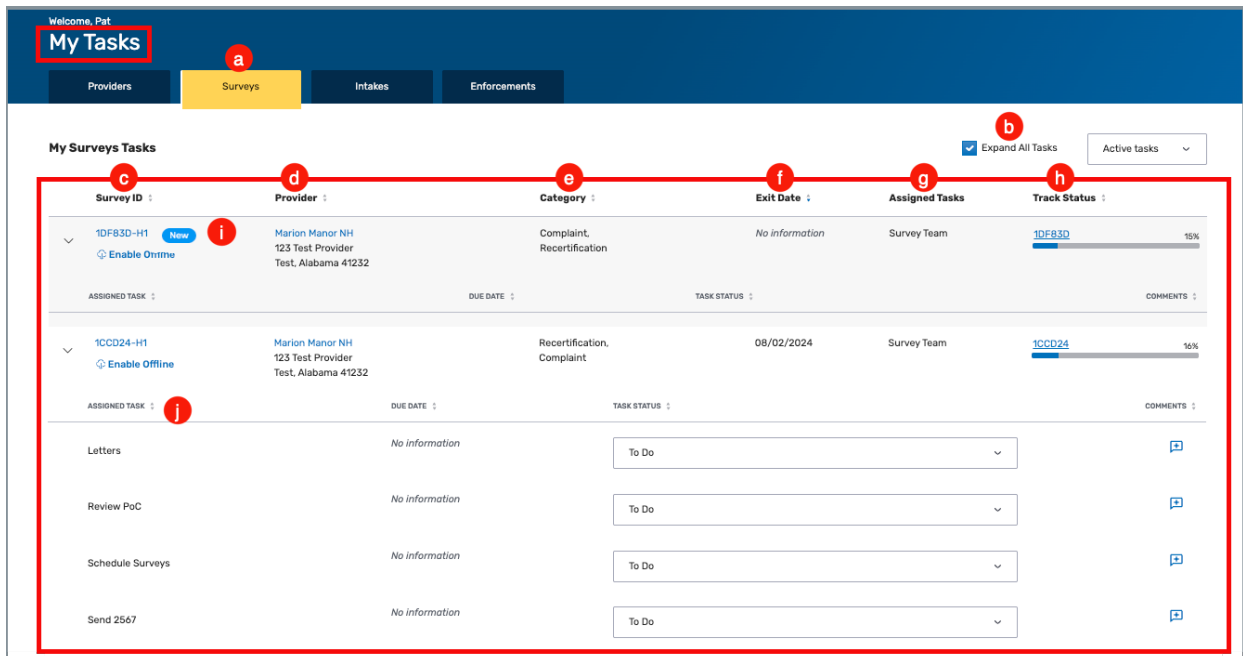 Welcome, Pat
My Tasks
a
Providers Surveys Intakes Enforcements
b
My Surveys Tasks Expand All Tasks Active tasks
c d e f g h
Survey ID Provider Category Exit Date Assigned Tasks Track Status
1DF83D-H1 New i Marion Manor NH Complaint, No information Survey Team 1DF83D 15%
Enable Offline 123 Test Provider Recertification
Test, Alabama 41232
ASSIGNED TASK DUE DATE TASK STATUS COMMENTS
1CCD24-H1 Marion Manor NH Recertification, 08/02/2024 Survey Team 1CCD24 16%
Enable Offline 123 Test Provider Complaint
Test, Alabama 41232
ASSIGNED TASK j DUE DATE TASK STATUS COMMENTS
Letters No information To Do
Review PoC No information To Do
Schedule Surveys No information To Do
Send 2567 No information To Do